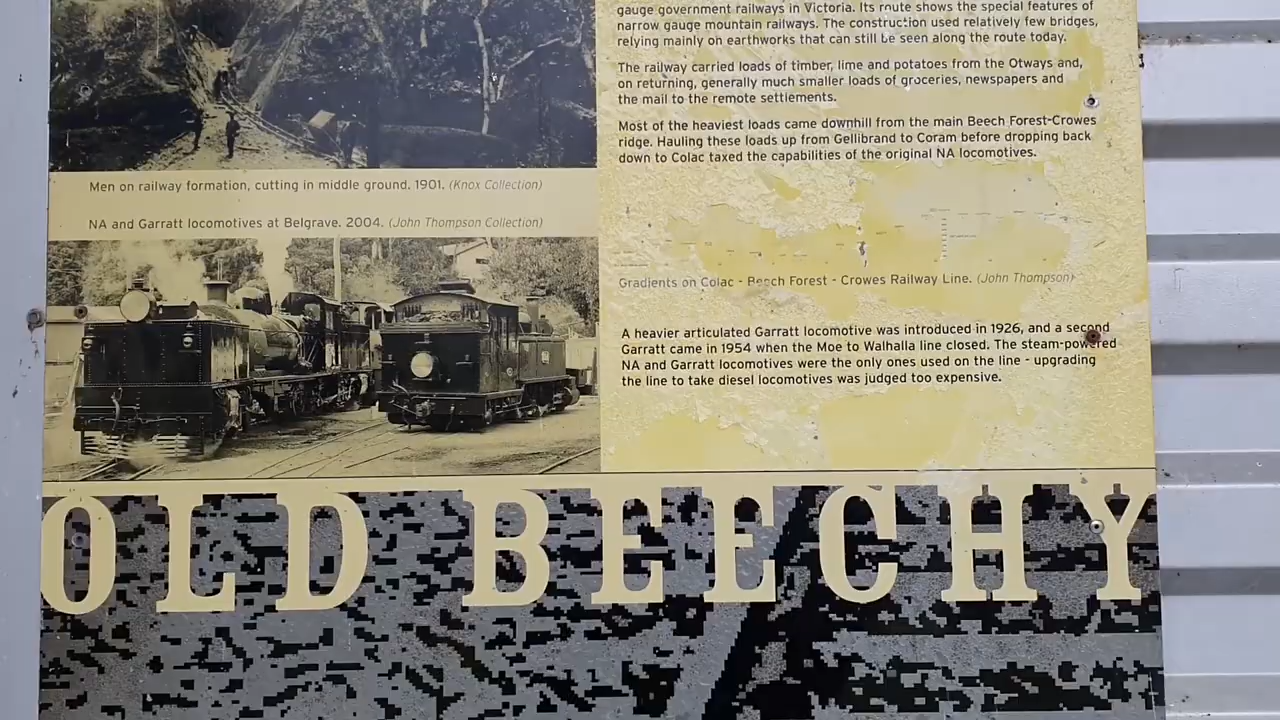 gauge government railways in Victoria. Its route shows the special features of
narrow gauge mountain railways. The construction used relatively few bridges,
relying mainly on earthworks that can still be seen along the route today.
The railway carried loads of timber, lime and potatoes from the Otways and,
on returning, generally much smaller loads of groceries, newspapers and
the mail to the remote settlements.
Most of the heaviest loads came downhill from the main Beech Forest-Crowes
ridge. Hauling these loads up from Gellibrand to Coram before dropping back
down to Colac taxed the capabilities of the original NA locomotives.
Men on railway formation, cutting in middle ground. 1901. (Knox Collection)
NA and Garratt locomotives at Belgrave. 2004. (John Thompson Collection)
Gradients on Colac - Beech Forest - Crowes Railway Line. (John Thompson)
A heavier articulated Garratt locomotive was introduced in 1926, and a second
Garratt came in 1954 when the Moe to Walhalla line closed. The steam-powered
NA and Garratt locomotives were the only ones used on the line - upgrading
the line to take diesel locomotives was judged too expensive.
OLD BEECHY